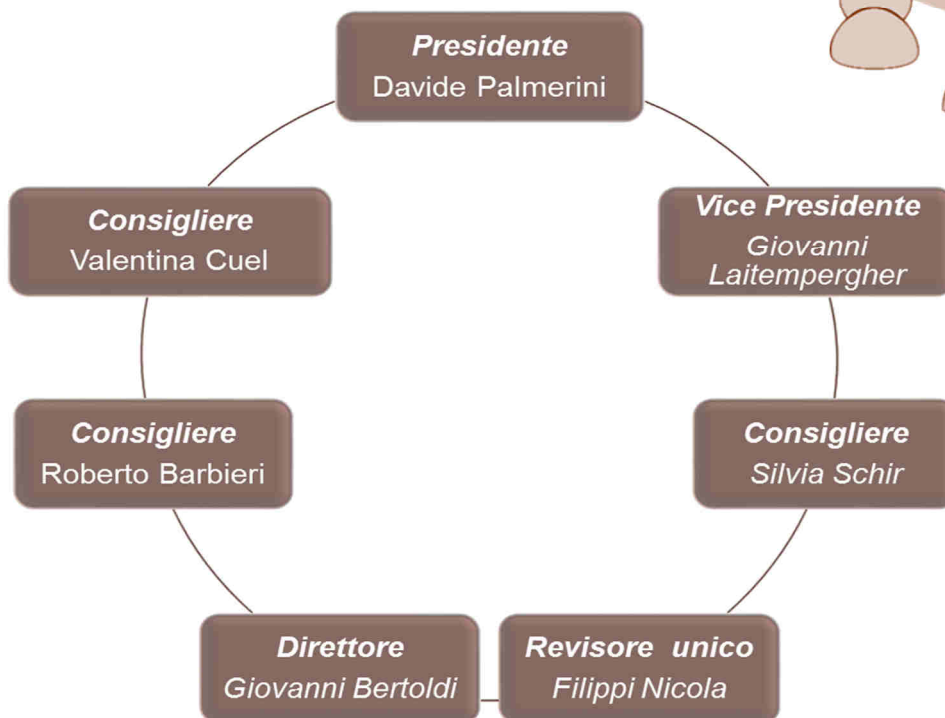 Presidente
Davide Palmerini
Consigliere
Valentina Cuel
Vice Presidente
Giovanni
Laitempergher
Consigliere
Roberto Barbieri
Consigliere
Silvia Schir
Direttore
Giovanni Bertoldi
Revisore unico
Filippi Nicola